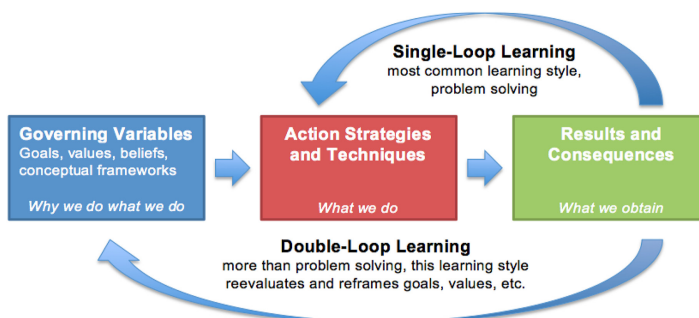 Single-Loop Learning
most common learning style,
problem solving
Governing Variables
Goals, values, beliefs,
conceptual frameworks
Why we do what we do
Action Strategies
and Techniques
What we do
Results and
Consequences
What we obtain
Double-Loop Learning
more than problem solving, this learning style
reevaluates and reframes goals, values, etc.